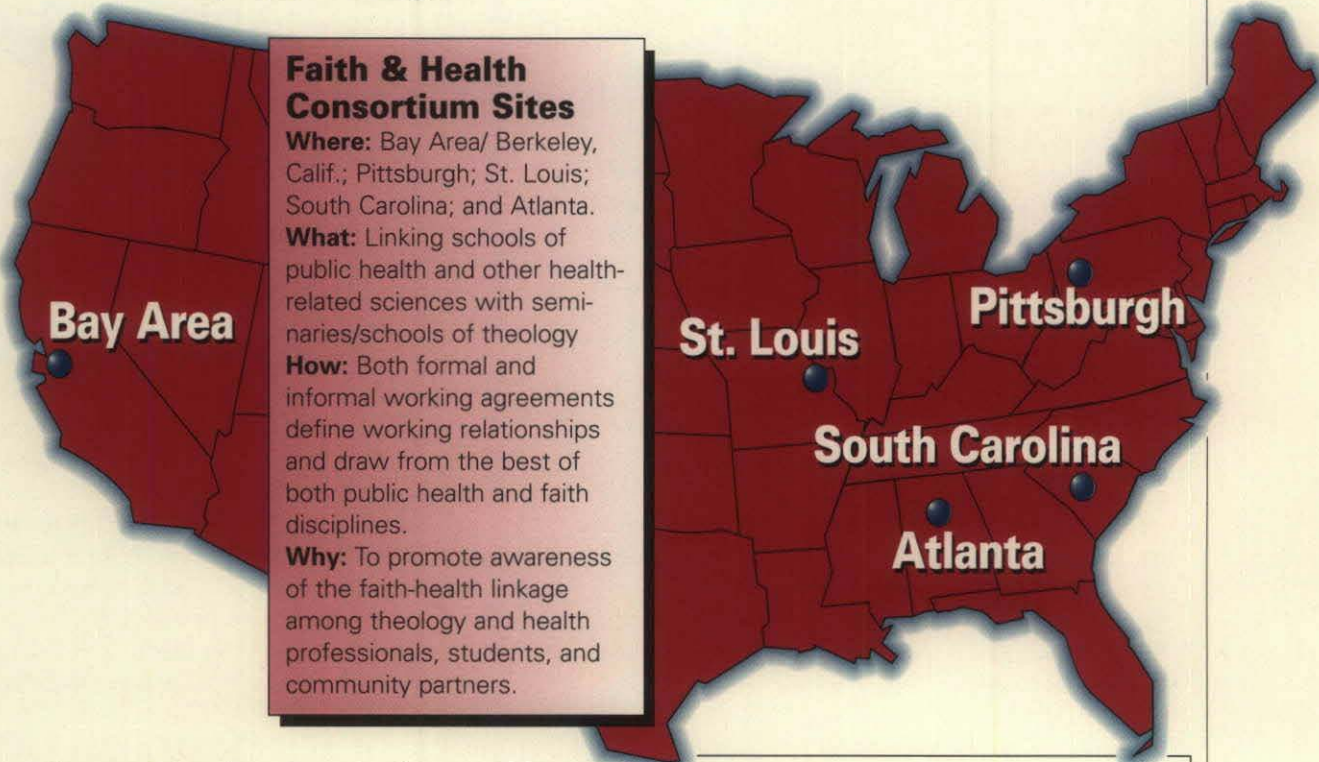 Faith & Health
Consortium Sites
Where: Bay Area/ Berkeley,
Calif.; Pittsburgh; St. Louis;
South Carolina; and Atlanta.
What: Linking schools of
public health and other health-
related sciences with semi-
naries/schools of theology
How: Both formal and
informal working agreements
define working relationships
and draw from the best of
both public health and faith
disciplines.
Why: To promote awareness
of the faith-health linkage
among theology and health
professionals, students, and
community partners.
Bay Area
St. Louis
Pittsburgh
South Carolina
Atlanta